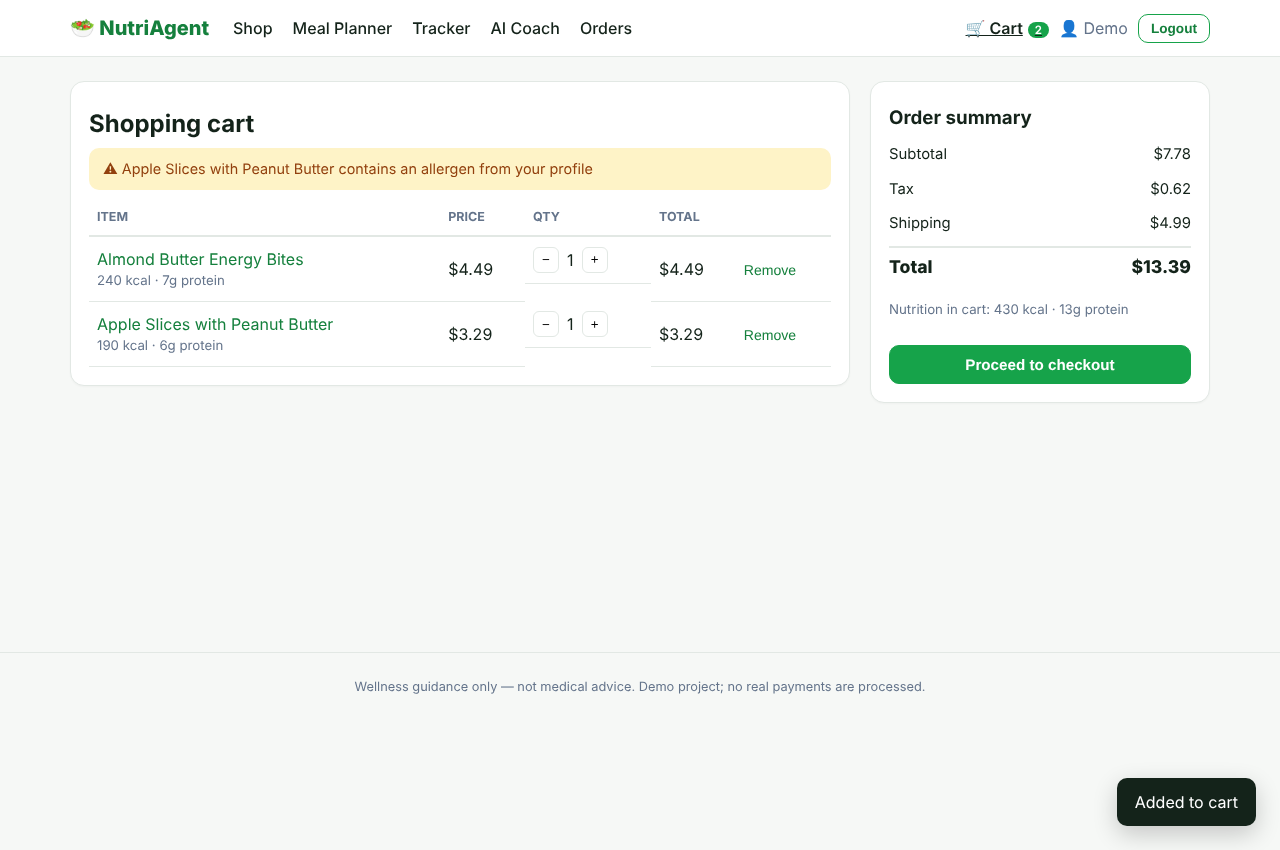 🥗 NutriAgent Shop Meal Planner Tracker AI Coach Orders 🛒 Cart 2 👤 Demo Logout
Shopping cart
⚠ Apple Slices with Peanut Butter contains an allergen from your profile
ITEM PRICE QTY TOTAL
Almond Butter Energy Bites
240 kcal · 7g protein
$4.49 − 1 + $4.49 Remove
Apple Slices with Peanut Butter
190 kcal · 6g protein
$3.29 − 1 + $3.29 Remove
Order summary
Subtotal $7.78
Tax $0.62
Shipping $4.99
Total $13.39
Nutrition in cart: 430 kcal · 13g protein
Proceed to checkout
Wellness guidance only — not medical advice. Demo project; no real payments are processed.
Added to cart